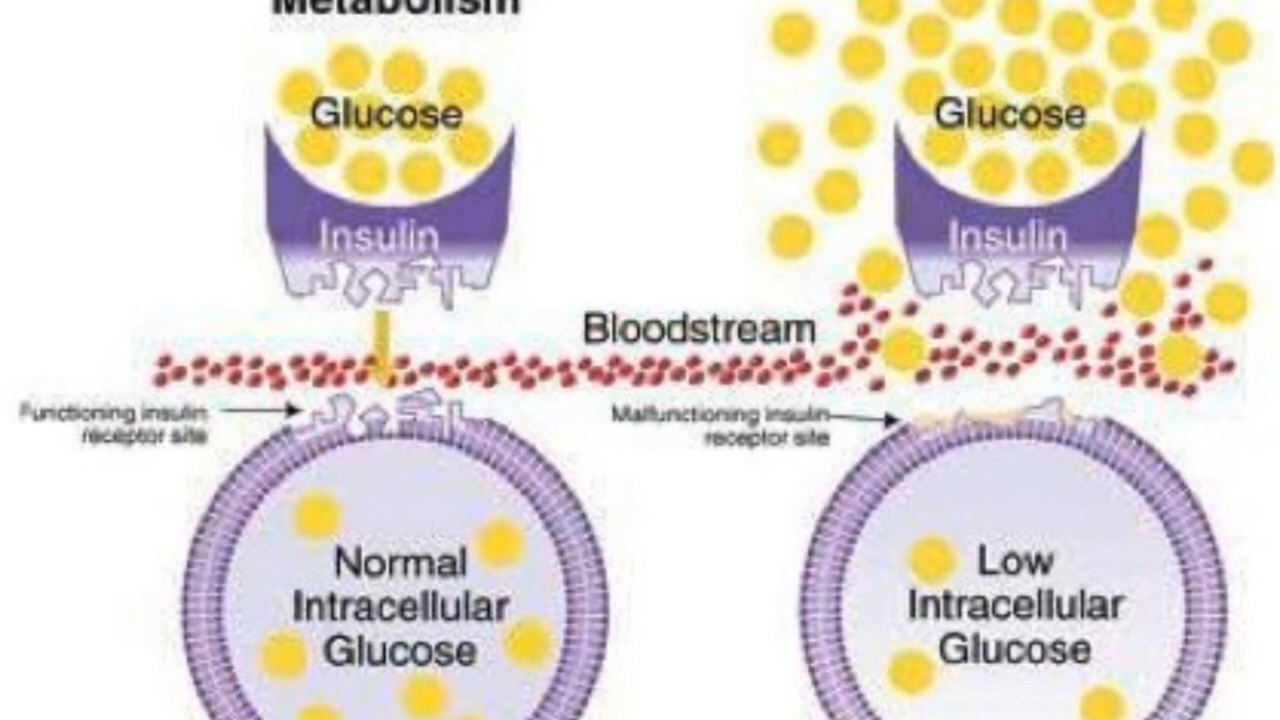 Metabolism
Glucose
Insulin
Glucose
Insulin
Bloodstream
Functioning insulin
receptor site
Malfunctioning insulin
receptor site
Normal
Intracellular
Glucose
Low
Intracellular
Glucose